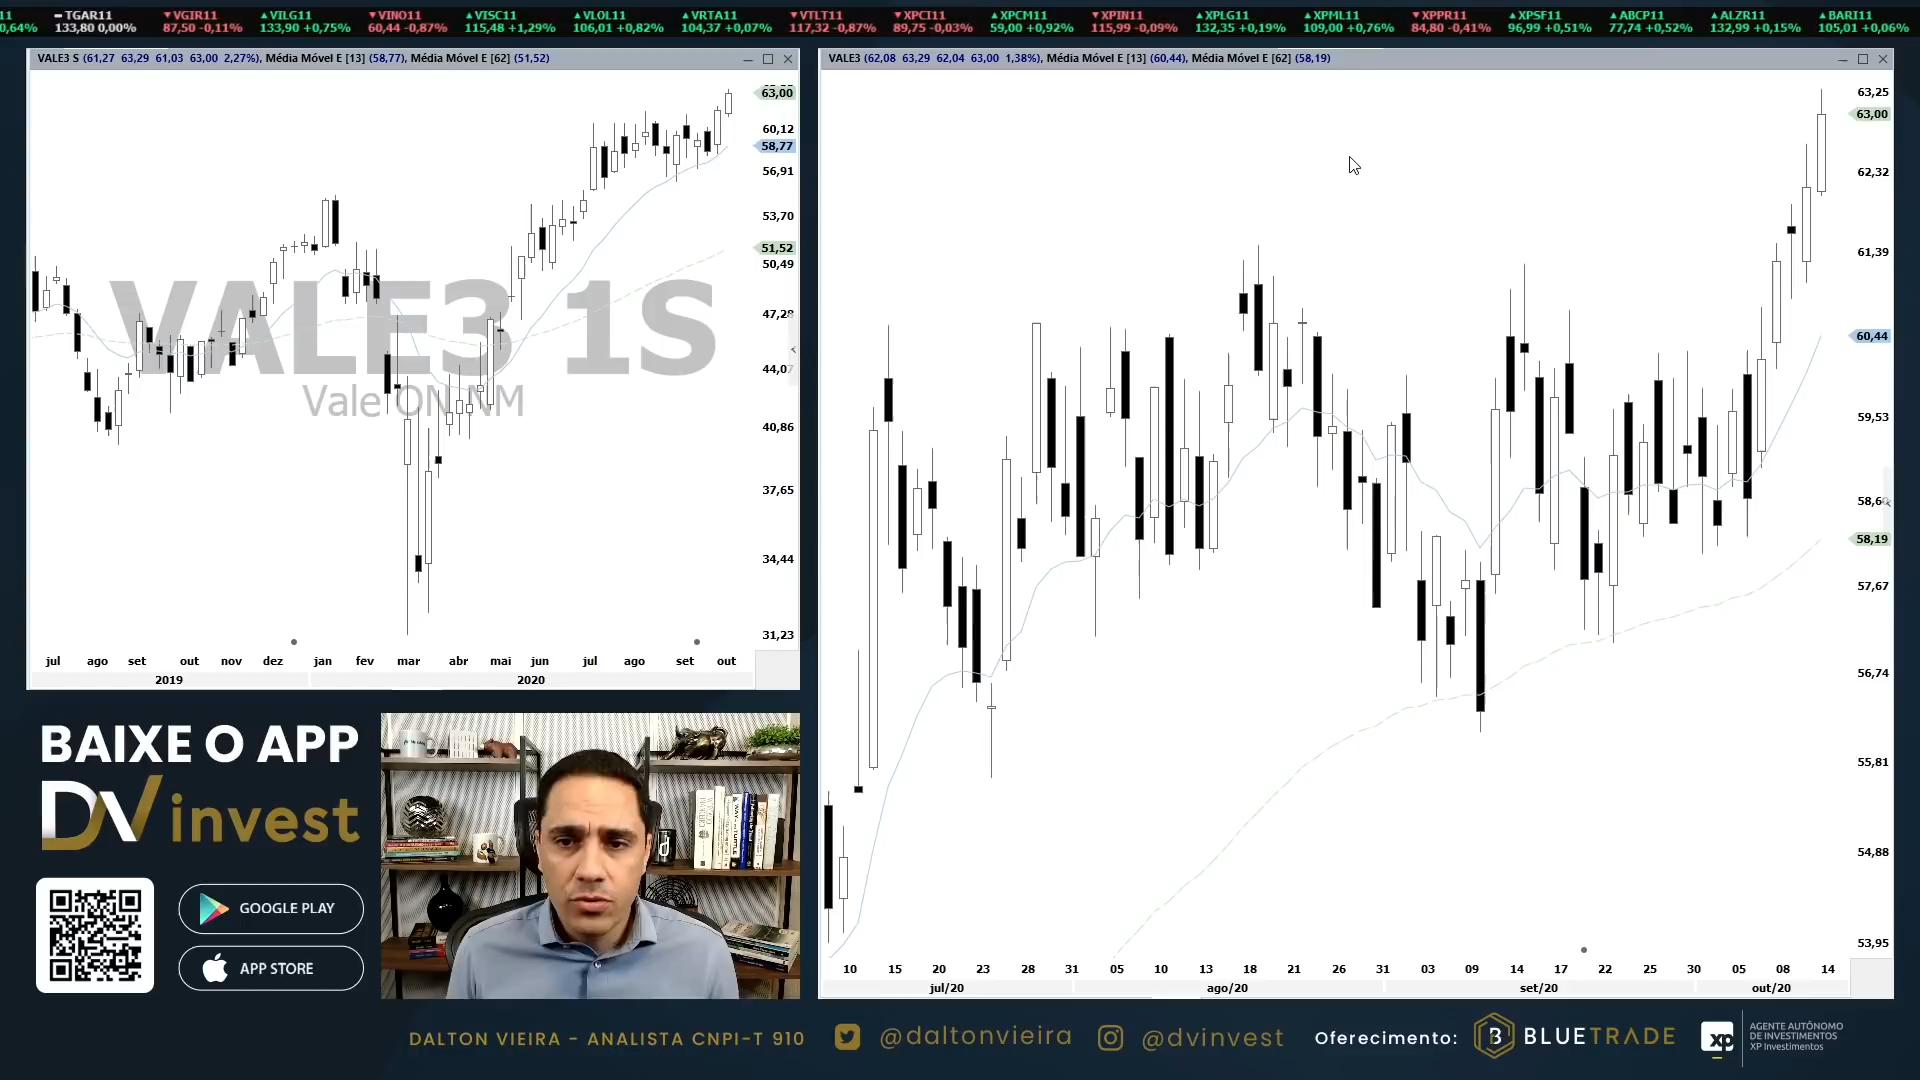 11 TGAR11 VGIR11 VILG11 VINO11 VISC11 VLOL11 VRTA11 VTLT11 XPCI11 XPCM11 XPIN11 XPLG11 XPML11 XPPR11 XPSF11 ABCP11 ALZR11 BARI11
0,64% 133,80 0,00% 87,50 -0,11% 133,90 +0,75% 60,44 -0,87% 115,48 +1,29% 106,01 +0,82% 104,37 +0,07% 117,32 -0,87% 89,75 -0,03% 59,00 +0,92% 115,99 -0,09% 132,35 +0,19% 109,00 +0,76% 84,80 -0,41% 96,99 +0,51% 77,74 +0,52% 132,99 +0,15% 105,01 +0,06%
VALE3 S (61,27 63,29 61,03 63,00 2,27%), Média Móvel E [13] (58,77), Média Móvel E [62] (51,52)
63,00
60,12
58,77
56,91
53,70
51,52
50,49
47,28
44,07
40,86
37,65
34,44
31,23
VALE3 1S
Vale ON NM
jul ago set out nov dez jan fev mar abr mai jun jul ago set out
2019 2020
VALE3 (62,08 63,29 62,04 63,00 1,38%), Média Móvel E [13] (60,44), Média Móvel E [62] (58,19)
63,25
63,00
62,32
61,39
60,44
59,53
58,60
58,19
57,67
56,74
55,81
54,88
53,95
10 15 20 23 28 31 05 10 13 18 21 26 31 03 09 14 17 22 25 30 05 08 14
jul/20 ago/20 set/20 out/20
BAIXE O APP
DV invest
GOOGLE PLAY
APP STORE
DALTON VIEIRA - ANALISTA CNPI-T 910
@daltonvieira
@dvinvest
Oferecimento:
BLUETRADE
xp
AGENTE AUTÔNOMO
DE INVESTIMENTOS
XP Investimentos